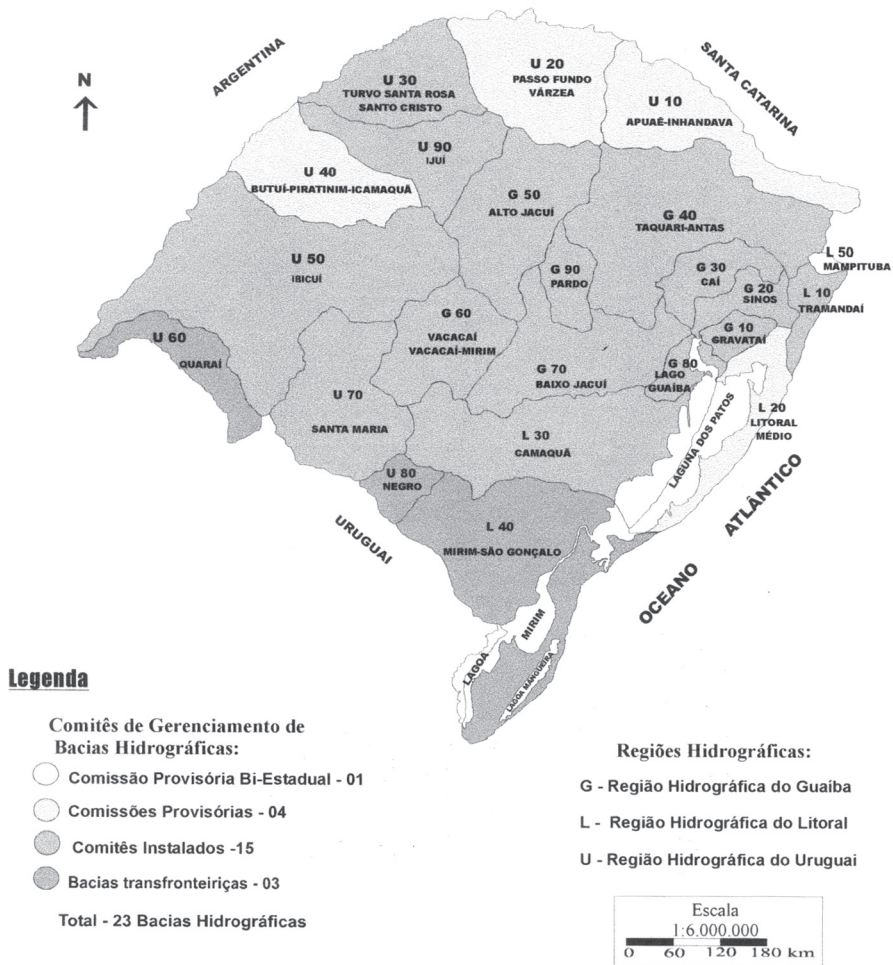 ARGENTINA
SANTA CATARINA
N
U 30
TURVO SANTA ROSA
SANTO CRISTO
U 20
PASSO FUNDO
VÁRZEA
U 10
APUAÊ-INHANDAVA
U 90
IJUÍ
U 40
BUTUÍ-PIRATINIM-ICAMAQUÃ
G 50
ALTO JACUÍ
G 40
TAQUARI-ANTAS
L 50
MAMPITUBA
U 50
IBICUÍ
G 90
PARDO
G 30
CAÍ
G 20
SINOS
L 10
TRAMANDAÍ
G 60
VACACAÍ
VACACAÍ-MIRIM
G 10
GRAVATAÍ
U 60
QUARAÍ
G 70
BAIXO JACUÍ
G 80
LAGO
GUAÍBA
U 70
SANTA MARIA
L 30
CAMAQUÃ
LAGUNA DOS PATOS
L 20
LITORAL
MÉDIO
U 80
NEGRO
URUGUAI
L 40
MIRIM-SÃO GONÇALO
OCEANO ATLÂNTICO
LAGOA MIRIM
LAGOA MANGUEIRA
Legenda
Comitês de Gerenciamento de
Bacias Hidrográficas:
Comissão Provisória Bi-Estadual - 01
Comissões Provisórias - 04
Comitês Instalados -15
Bacias transfronteiriças - 03
Total - 23 Bacias Hidrográficas
Regiões Hidrográficas:
G - Região Hidrográfica do Guaíba
L - Região Hidrográfica do Litoral
U - Região Hidrográfica do Uruguai
Escala
1:6.000.000
0 60 120 180 km